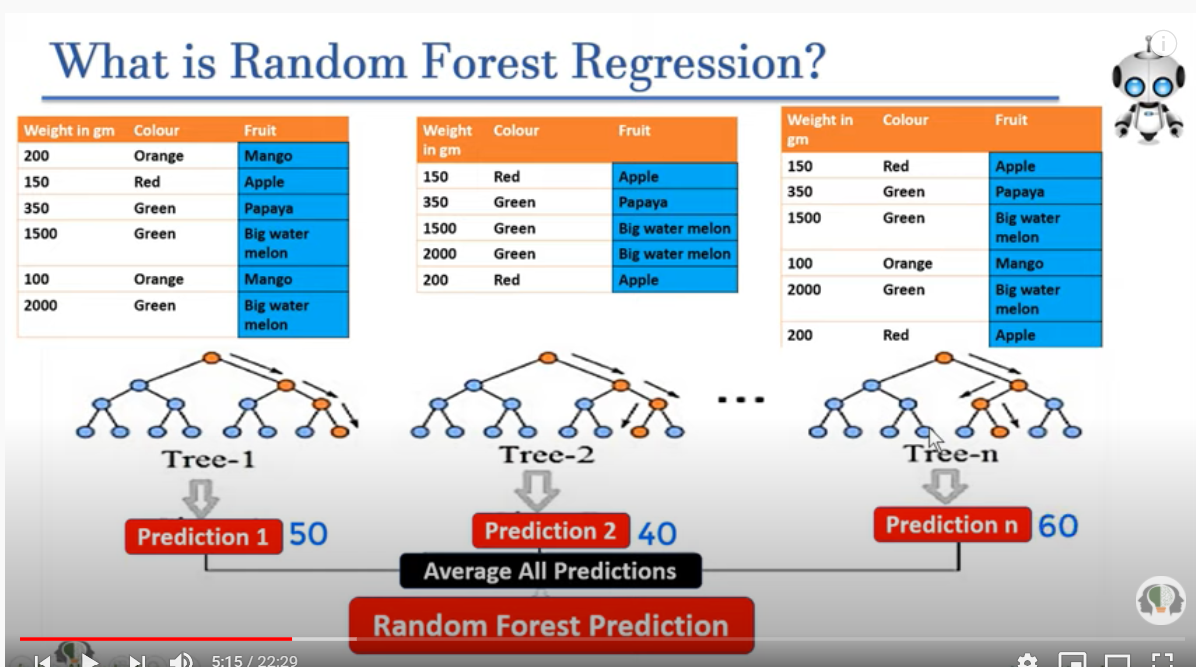 What is Random Forest Regression?
Weight in gm Colour Fruit
200 Orange Mango
150 Red Apple
350 Green Papaya
1500 Green Big water
melon
100 Orange Mango
2000 Green Big water
melon
Weight Colour Fruit
in gm
150 Red Apple
350 Green Papaya
1500 Green Big water melon
2000 Green Big water melon
200 Red Apple
Weight in Colour Fruit
gm
150 Red Apple
350 Green Papaya
1500 Green Big water
melon
100 Orange Mango
2000 Green Big water
melon
200 Red Apple
...
Tree-1 Tree-2 Tree-n
Prediction 1 50 Prediction 2 40 Prediction n 60
Average All Predictions
Random Forest Prediction
5:15 / 22:29